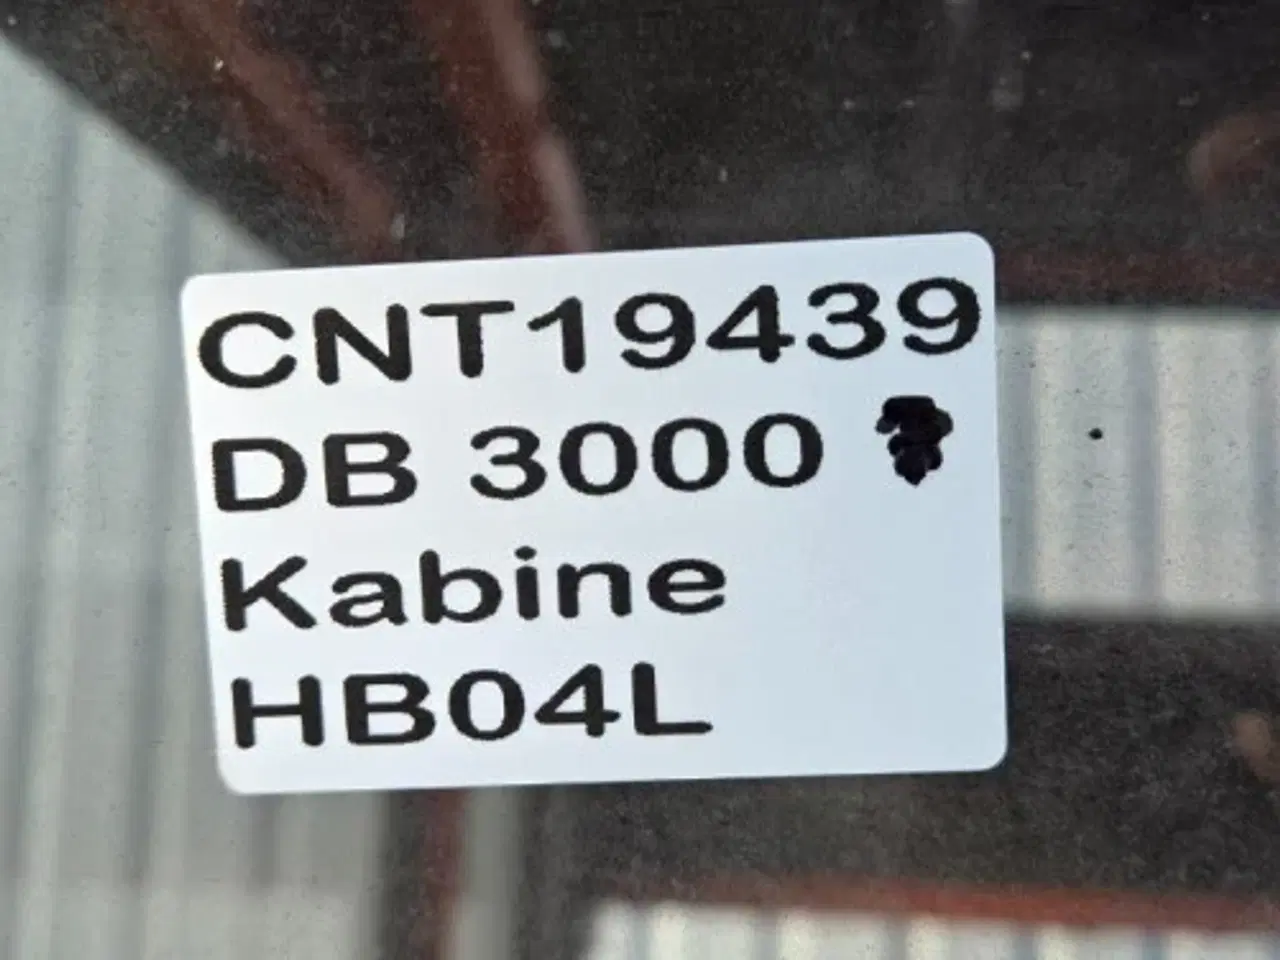 CNT19439
DB 3000
Kabine
HB04L